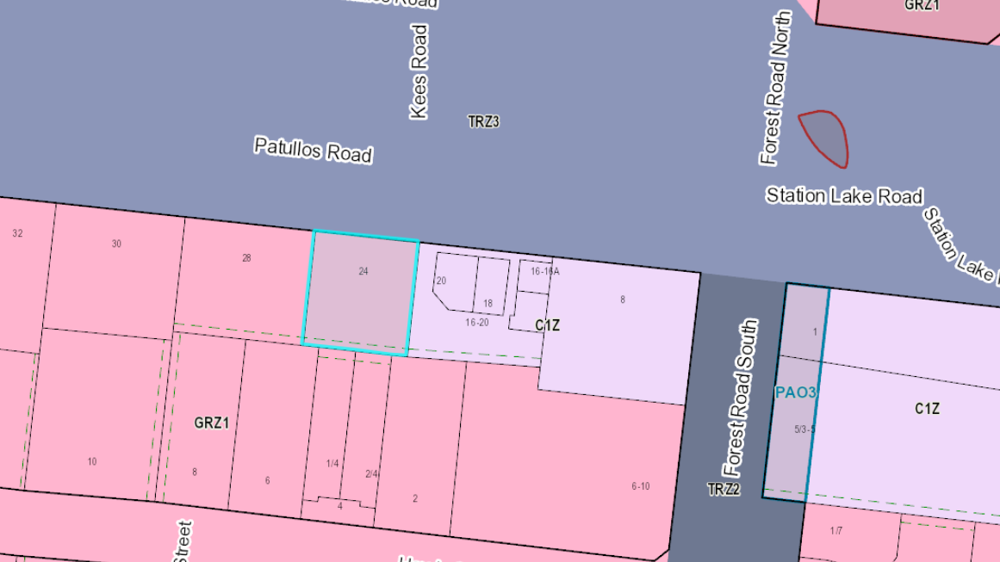 GRZ1
Road
Kees Road
Forest Road North
TRZ3
Patullos Road
Station Lake Road
Station Lake
32
30
28
24
20
18
16-16A
16-20
8
C1Z
1
PAO3
5/3-5
C1Z
Forest Road South
TRZ2
GRZ1
10
8
6
1/4
2/4
4
2
6-10
1/7
Street